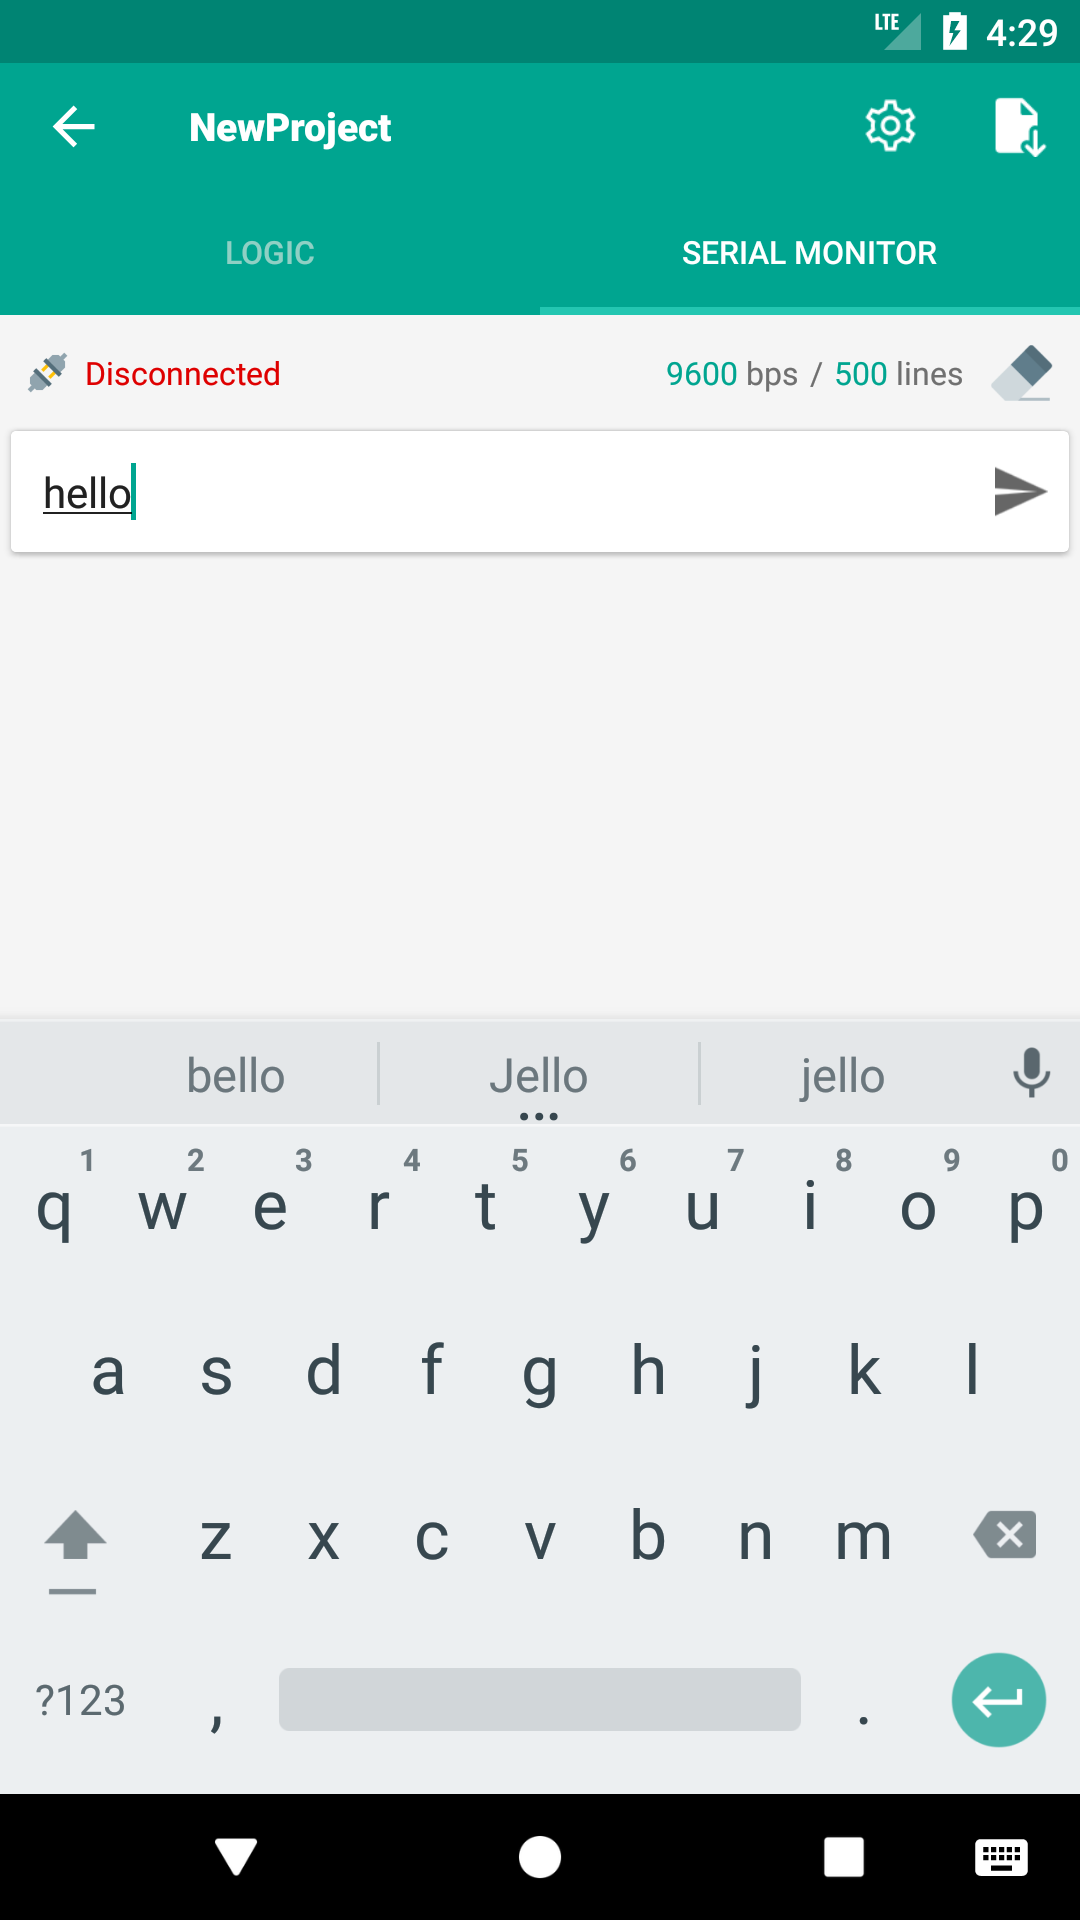 LTE 4:29
NewProject
LOGIC SERIAL MONITOR
Disconnected 9600 bps / 500 lines
hello
bello Jello jello
1 2 3 4 5 6 7 8 9 0
q w e r t y u i o p
a s d f g h j k l
z x c v b n m
?123 , .